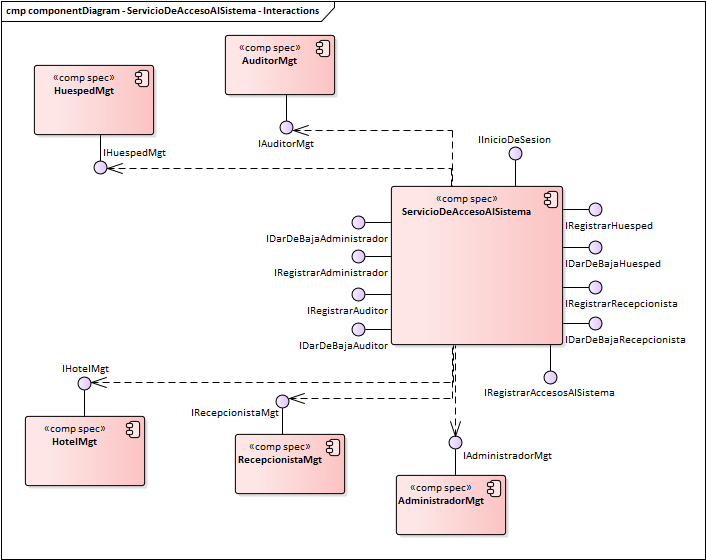 cmp componentDiagram - ServicioDeAccesoAlSistema - Interactions
«comp spec»
AuditorMgt
«comp spec»
HuespedMgt
IAuditorMgt
IHuespedMgt
IInicioDeSesion
«comp spec»
ServicioDeAccesoAlSistema
IRegistrarHuesped
IDarDeBajaAdministrador
IDarDeBajaHuesped
IRegistrarAdministrador
IRegistrarRecepcionista
IRegistrarAuditor
IDarDeBajaRecepcionista
IDarDeBajaAuditor
IHotelMgt
IRegistrarAccesosAlSistema
IRecepcionistaMgt
«comp spec»
HotelMgt
«comp spec»
RecepcionistaMgt
IAdministradorMgt
«comp spec»
AdministradorMgt